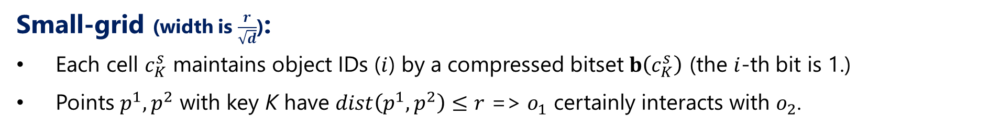 Small-grid (width is $\frac{r}{\sqrt{d}}$):
• Each cell $c_K^s$ maintains object IDs ($i$) by a compressed bitset $\mathbf{b}(c_K^s)$ (the $i$-th bit is 1.)
• Points $p^1, p^2$ with key $K$ have $dist(p^1, p^2) \leq r$ => $o_1$ certainly interacts with $o_2$.